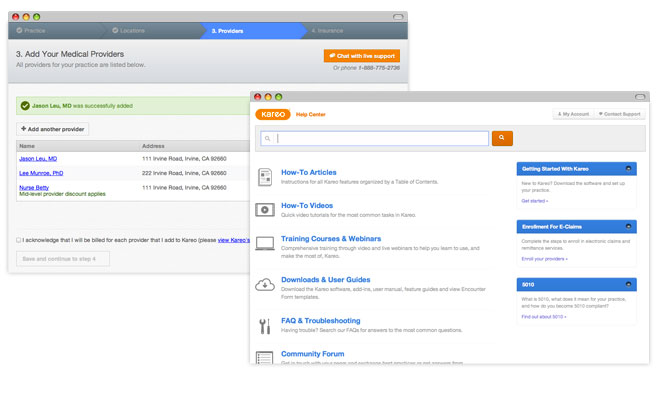 Practice
Locations
3. Providers
4. Insurance
3. Add Your Medical Providers
All providers for your practice are listed below.
Chat with live support
Or phone 1-888-775-2736
Jason Leu, MD was successfully added
Add another provider
Name Address
Jason Leu, MD 111 Irvine Road, Irvine, CA 92660
Lee Munroe, PhD 222 Irvine Road, Irvine, CA 92660
Nurse Betty 111 Irvine Road, Irvine, CA 92660
Mid-level provider discount applies
I acknowledge that I will be billed for each provider that I add to Kareo (please view Kareo's
Save and continue to step 4
Kareo Help Center
My Account
Contact Support
How-To Articles
Instructions for all Kareo features organized by a Table of Contents.
How-To Videos
Quick video tutorials for the most common tasks in Kareo.
Training Courses & Webinars
Comprehensive training through video and live webinars to help you learn to use, and
make the most of, Kareo.
Downloads & User Guides
Download the Kareo software, add-ins, user manual, feature guides and view Encounter
Form templates.
FAQ & Troubleshooting
Having trouble? Search our FAQs for answers to the most common questions.
Community Forum
Getting Started With Kareo
New to Kareo? Download the software and set up
your practice.
Get started »
Enrollment For E-Claims
Complete the steps to enroll in electronic claims and
remittance services.
Enroll your providers »
5010
What is 5010, what does it mean for your practice,
and how do you become 5010 compliant?
Find out about 5010 »